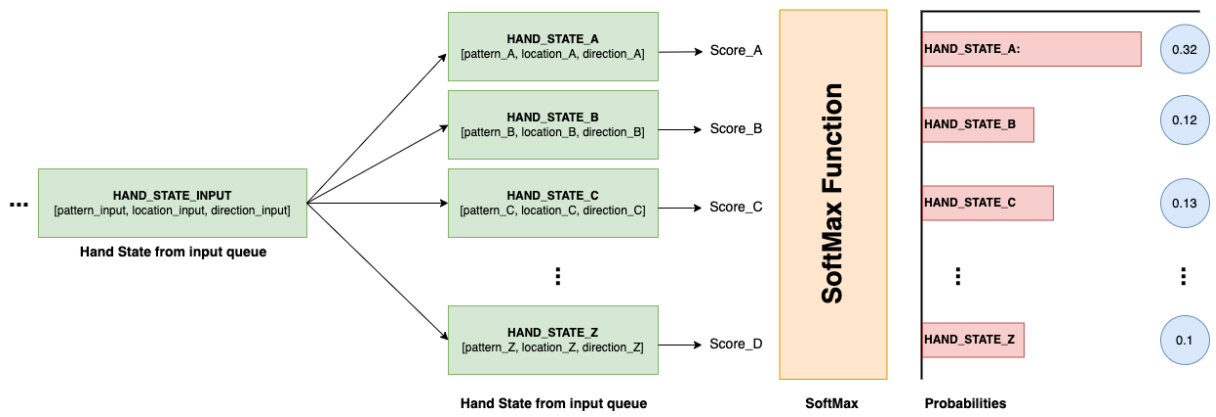 HAND_STATE_A
[pattern_A, location_A, direction_A]
Score_A
HAND_STATE_A:
0.32
HAND_STATE_B
[pattern_B, location_B, direction_B]
Score_B
HAND_STATE_B
0.12
...
HAND_STATE_INPUT
[pattern_input, location_input, direction_input]
Hand State from input queue
HAND_STATE_C
[pattern_C, location_C, direction_C]
Score_C
SoftMax Function
HAND_STATE_C
0.13
...
...
...
HAND_STATE_Z
[pattern_Z, location_Z, direction_Z]
Score_D
HAND_STATE_Z
0.1
Hand State from input queue
SoftMax
Probabilities